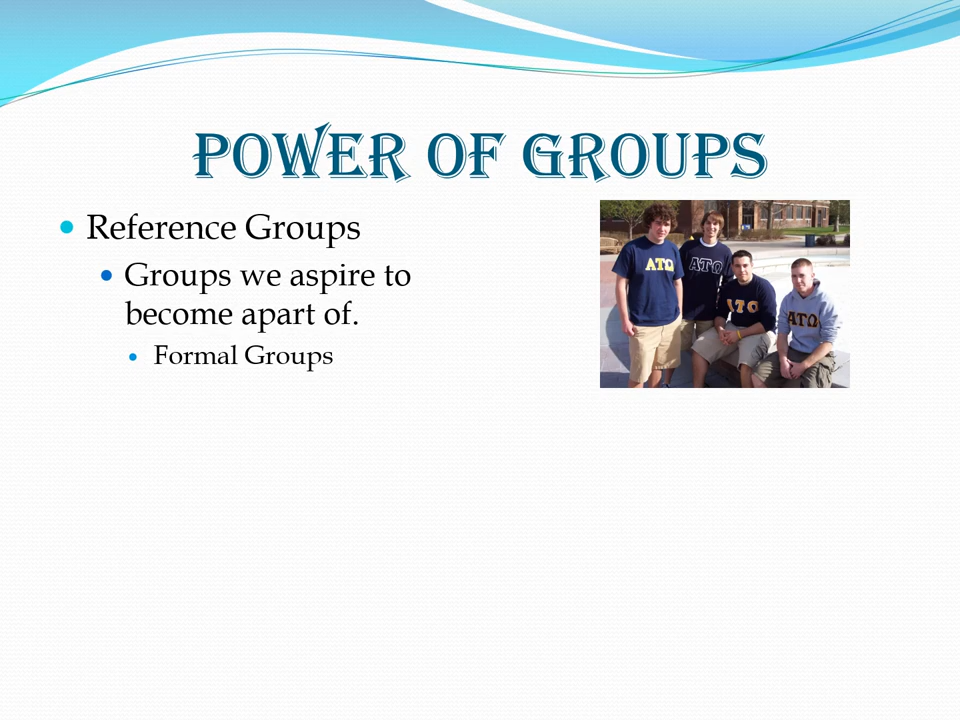 POWER OF GROUPS
Reference Groups
Groups we aspire to
become apart of.
Formal Groups
ΑΤΩ
ΑΤΩ
ΑΤΩ
ΑΤΩ